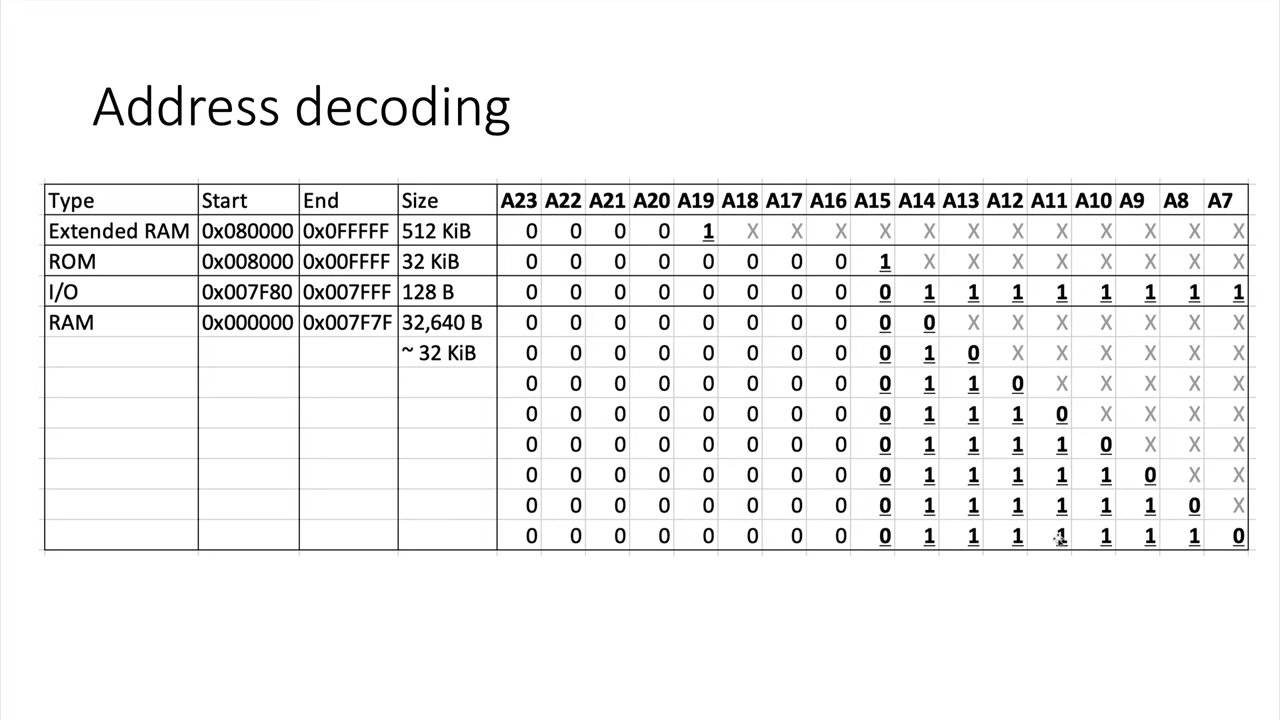 Address decoding
Type Start End Size A23 A22 A21 A20 A19 A18 A17 A16 A15 A14 A13 A12 A11 A10 A9 A8 A7
Extended RAM 0x080000 0x0FFFFF 512 KiB 0 0 0 0 1 X X X X X X X X X X X X
ROM 0x008000 0x00FFFF 32 KiB 0 0 0 0 0 0 0 0 1 X X X X X X X X
I/O 0x007F80 0x007FFF 128 B 0 0 0 0 0 0 0 0 0 1 1 1 1 1 1 1 1
RAM 0x000000 0x007F7F 32,640 B 0 0 0 0 0 0 0 0 0 0 X X X X X X X
~ 32 KiB 0 0 0 0 0 0 0 0 0 1 0 X X X X X X
0 0 0 0 0 0 0 0 0 1 1 0 X X X X X
0 0 0 0 0 0 0 0 0 1 1 1 0 X X X X
0 0 0 0 0 0 0 0 0 1 1 1 1 0 X X X
0 0 0 0 0 0 0 0 0 1 1 1 1 1 0 X X
0 0 0 0 0 0 0 0 0 1 1 1 1 1 1 0 X
0 0 0 0 0 0 0 0 0 1 1 1 1 1 1 1 0